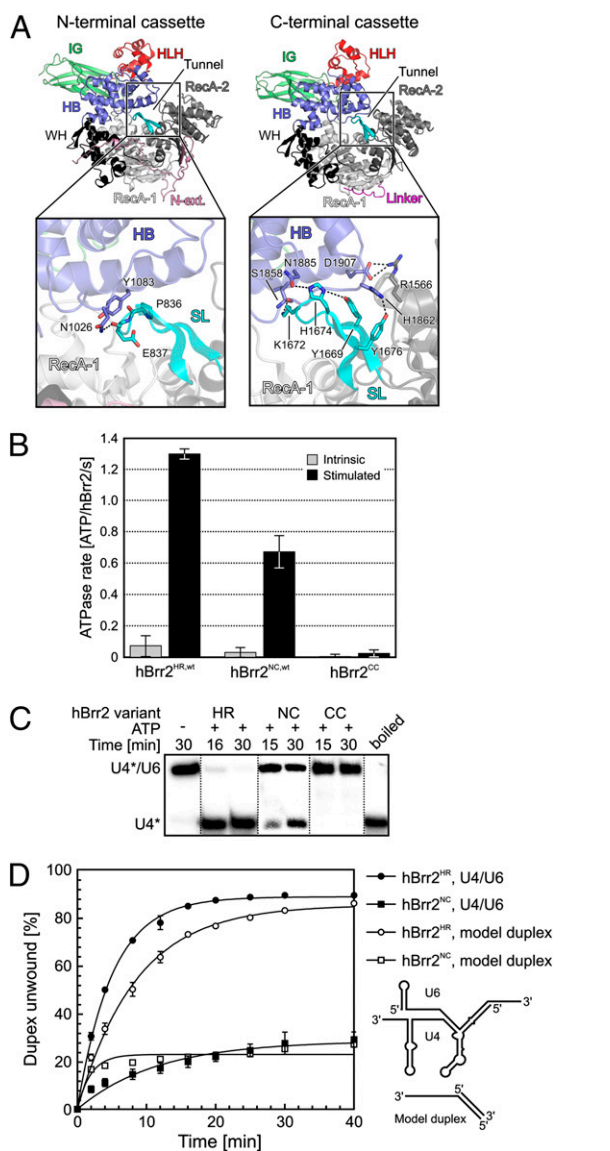 A
N-terminal cassette
C-terminal cassette
IG
HLH
Tunnel
RecA-2
HB
WH
RecA-1
N-ext.
IG
HLH
Tunnel
RecA-2
HB
WH
RecA-1
Linker
HB
Y1083
P836
N1026
RecA-1
E837
SL
HB
N1885
D1907
S1858
R1566
K1672
H1674
H1862
Y1669
Y1676
RecA-1
SL
B
ATPase rate [ATP/hBrr2/s]
1.4
1.2
1
0.8
0.6
0.4
0.2
0
Intrinsic
Stimulated
hBrr2HR,wt
hBrr2NC,wt
hBrr2CC
C
hBrr2 variant HR NC CC
ATP - + + + + + +
Time [min] 30 16 30 15 30 15 30 boiled
U4*/U6
U4*
D
Dupex unwound [%]
100
80
60
40
20
0
0 10 20 30 40
Time [min]
hBrr2HR, U4/U6
hBrr2NC, U4/U6
hBrr2HR, model duplex
hBrr2NC, model duplex
U6
3'
3'
U4
5'
3'
5'
Model duplex
5'